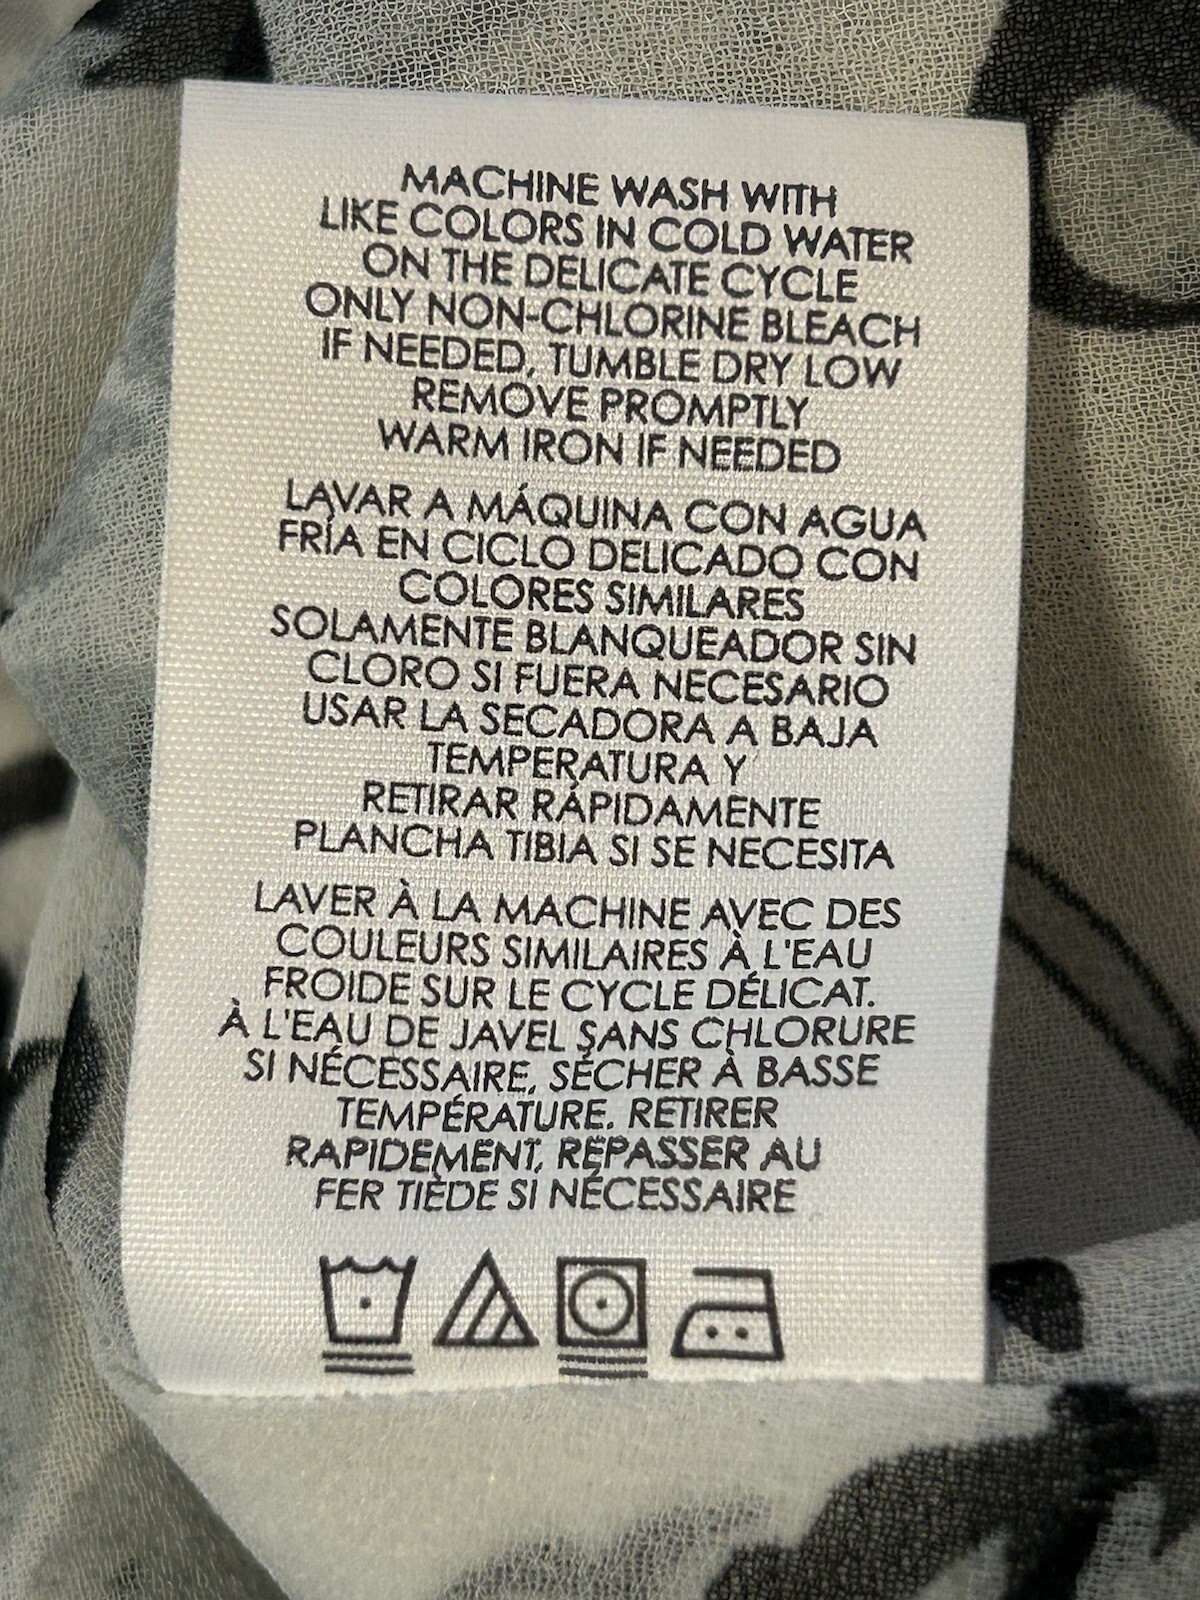 MACHINE WASH WITH
LIKE COLORS IN COLD WATER
ON THE DELICATE CYCLE
ONLY NON-CHLORINE BLEACH
IF NEEDED, TUMBLE DRY LOW
REMOVE PROMPTLY
WARM IRON IF NEEDED
LAVAR A MÁQUINA CON AGUA
FRÍA EN CICLO DELICADO CON
COLORES SIMILARES
SOLAMENTE BLANQUEADOR SIN
CLORO SI FUERA NECESARIO
USAR LA SECADORA A BAJA
TEMPERATURA Y
RETIRAR RÁPIDAMENTE
PLANCHA TIBIA SI SE NECESITA
LAVER À LA MACHINE AVEC DES
COULEURS SIMILAIRES À L'EAU
FROIDE SUR LE CYCLE DÉLICAT.
À L'EAU DE JAVEL SANS CHLORURE
SI NÉCESSAIRE, SÉCHER À BASSE
TEMPÉRATURE. RETIRER
RAPIDEMENT, REPASSER AU
FER TIÈDE SI NÉCESSAIRE